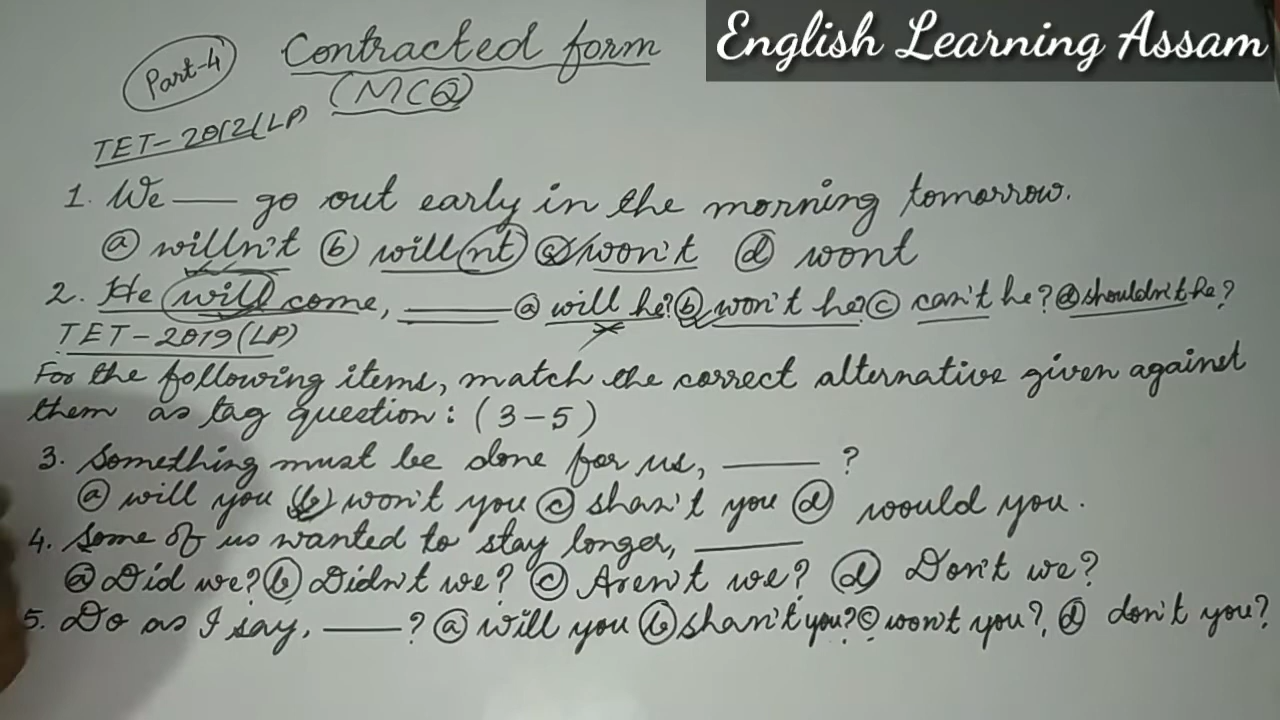 English Learning Assam
Part-4
Contracted form
(MCQ)
TET-2012(LP)
1. We ___ go out early in the morning tomorrow.
(a) willn't (b) will nt (c) won't (d) wont
2. He will come, ___ (a) will he? (b) won't he? (c) can't he? (d) shouldn't he?
TET-2019(LP)
For the following items, match the correct alternative given against
them as tag question: (3-5)
3. Something must be done for us, ___ ?
(a) will you (b) won't you (c) shan't you (d) would you.
4. Some of us wanted to stay longer, ___
(a) Did we? (b) Didn't we? (c) Aren't we? (d) Don't we?
5. Do as I say, ___ ? (a) will you (b) shan't you? (c) won't you? (d) don't you?